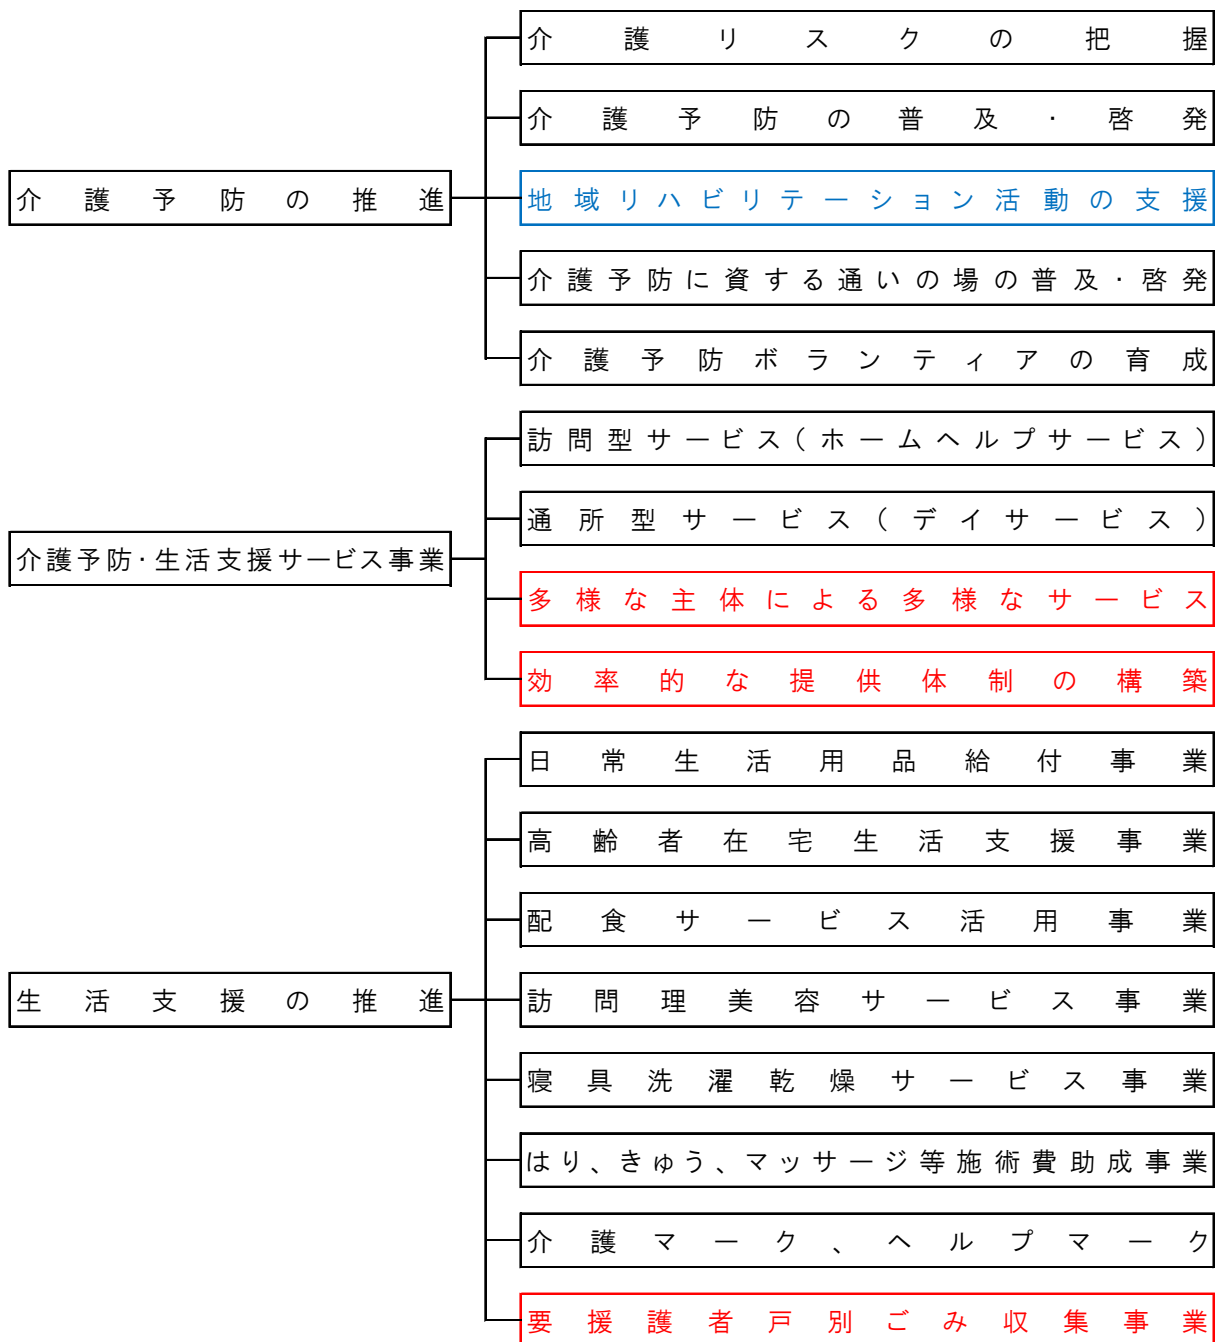 介護予防の推進
介護リスクの把握
介護予防の普及・啓発
地域リハビリテーション活動の支援
介護予防に資する通いの場の普及・啓発
介護予防ボランティアの育成
介護予防・生活支援サービス事業
訪問型サービス(ホームヘルプサービス)
通所型サービス(デイサービス)
多様な主体による多様なサービス
効率的な提供体制の構築
生活支援の推進
日常生活用品給付事業
高齢者在宅生活支援事業
配食サービス活用事業
訪問理美容サービス事業
寝具洗濯乾燥サービス事業
はり、きゅう、マッサージ等施術費助成事業
介護マーク、ヘルプマーク
要援護者戸別ごみ収集事業